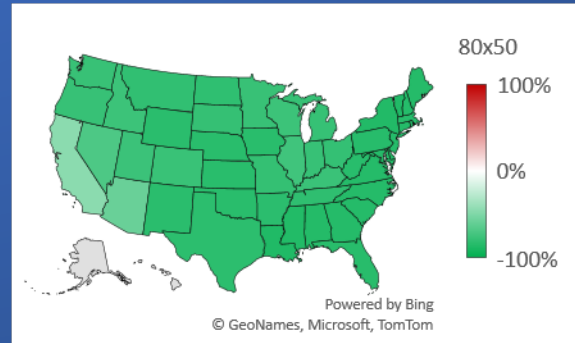 80x50
100%
0%
-100%
Powered by Bing
© GeoNames, Microsoft, TomTom